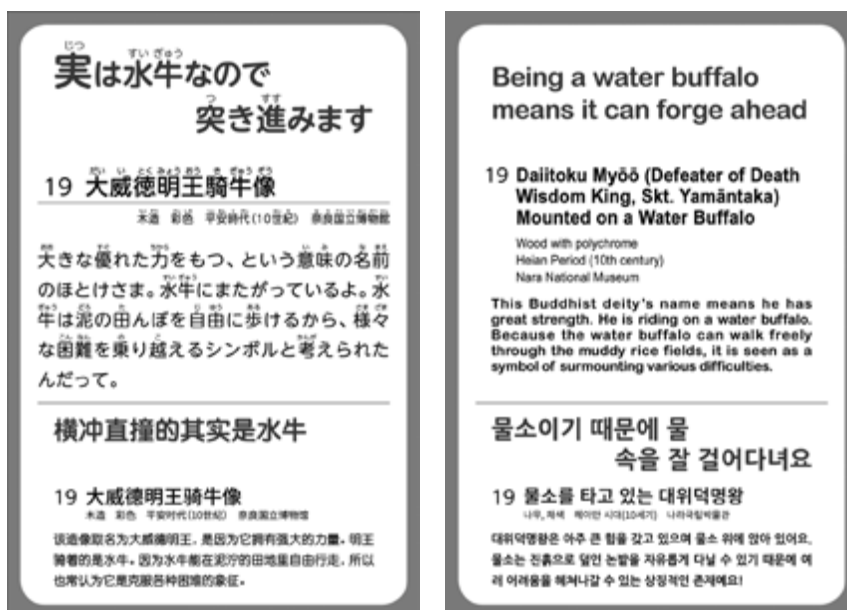 実は水牛なので
突き進みます
19 大威徳明王騎牛像
木造 彩色 平安時代(10世紀) 奈良国立博物館
大きな優れた力をもつ、という意味の名前
のほとけさま。水牛にまたがっているよ。水
牛は泥の田んぼを自由に歩けるから、様々
な困難を乗り越えるシンボルと考えられた
んだって。
横冲直撞的其实是水牛
19 大威德明王骑牛像
木造 彩色 平安时代(10世纪) 奈良国立博物馆
该造像取名为大威德明王，是因为它拥有强大的力量。明王
骑着的是水牛。因为水牛能在泥泞的田地里自由行走，所以
也常认为它是克服各种困难的象征。
Being a water buffalo
means it can forge ahead
19 Daiitoku Myōō (Defeater of Death
Wisdom King, Skt. Yamāntaka)
Mounted on a Water Buffalo
Wood with polychrome
Heian Period (10th century)
Nara National Museum
This Buddhist deity's name means he has
great strength. He is riding on a water buffalo.
Because the water buffalo can walk freely
through the muddy rice fields, it is seen as a
symbol of surmounting various difficulties.
물소이기 때문에 물
속을 잘 걸어다녀요
19 물소를 타고 있는 대위덕명왕
나무, 채색 헤이안 시대(10세기) 나라국립박물관
대위덕명왕은 아주 큰 힘을 갖고 있으며 물소 위에 앉아 있어요.
물소는 진흙으로 덮인 논밭을 자유롭게 다닐 수 있기 때문에 여
러 어려움을 헤쳐나갈 수 있는 상징적인 존재예요!